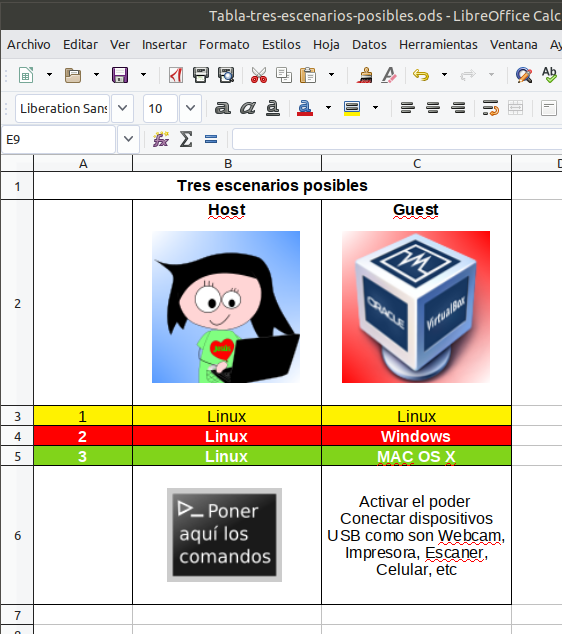 Tabla-tres-escenarios-posibles.ods - LibreOffice Calc
Archivo Editar Ver Insertar Formato Estilos Hoja Datos Herramientas Ventana Ay
Liberation Sans 10 a a a a
E9
A B C D
1 Tres escenarios posibles
Host Guest
2
Jesús
ORACLE VirtualBox
3 1 Linux Linux
4 2 Linux Windows
5 3 Linux MAC OS X
6
>_ Poner
aquí los
comandos
Activar el poder
Conectar dispositivos
USB como son Webcam,
Impresora, Escaner,
Celular, etc
7
8